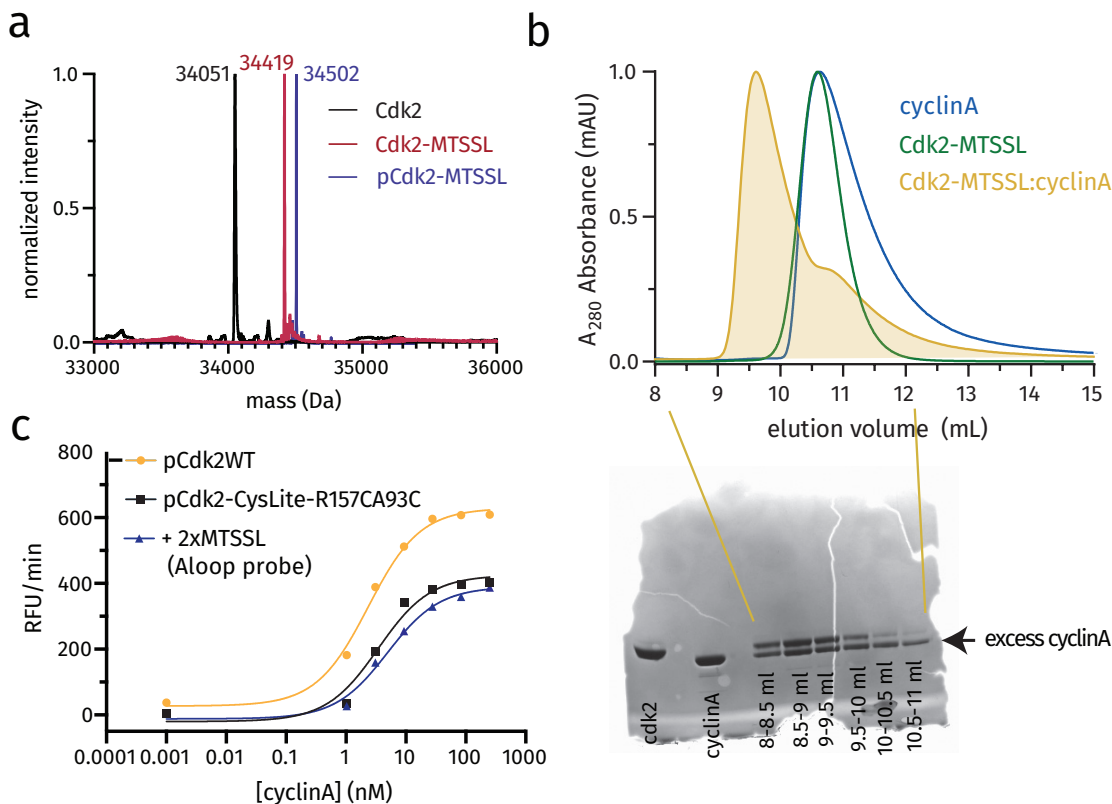 a
34051
34419
34502
1.0
0.5
0.0
normalized intensity
33000 34000 35000 36000
mass (Da)
Cdk2
Cdk2-MTSSL
pCdk2-MTSSL
b
1.0
0.5
0.0
A280 Absorbance (mAU)
8 9 10 11 12 13 14 15
elution volume (mL)
cyclinA
Cdk2-MTSSL
Cdk2-MTSSL:cyclinA
cdk2
cyclinA
8-8.5 ml
8.5-9 ml
9-9.5 ml
9.5-10 ml
10-10.5 ml
10.5-11 ml
excess cyclinA
c
800
600
400
200
0
RFU/min
0.0001 0.001 0.01 0.1 1 10 100 1000
[cyclinA] (nM)
pCdk2WT
pCdk2-CysLite-R157CA93C
+ 2xMTSSL
(Aloop probe)